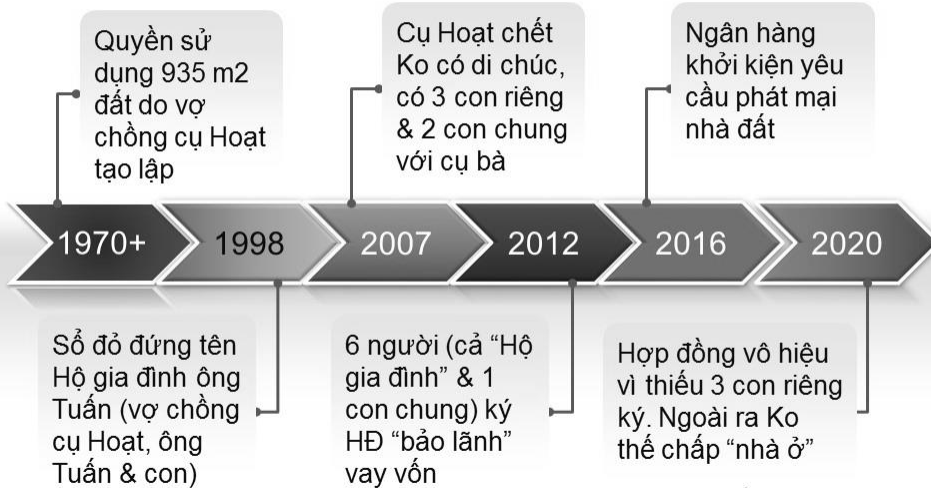 Quyền sử
dụng 935 m2
đất do vợ
chồng cụ Hoạt
tạo lập
Cụ Hoạt chết
Ko có di chúc,
có 3 con riêng
& 2 con chung
với cụ bà
Ngân hàng
khởi kiện yêu
cầu phát mại
nhà đất
1970+
1998
2007
2012
2016
2020
Sổ đỏ đứng tên
Hộ gia đình ông
Tuấn (vợ chồng
cụ Hoạt, ông
Tuấn & con)
6 người (cả “Hộ
gia đình” & 1
con chung) ký
HĐ “bảo lãnh”
vay vốn
Hợp đồng vô hiệu
vì thiếu 3 con riêng
ký. Ngoài ra Ko
thế chấp “nhà ở”